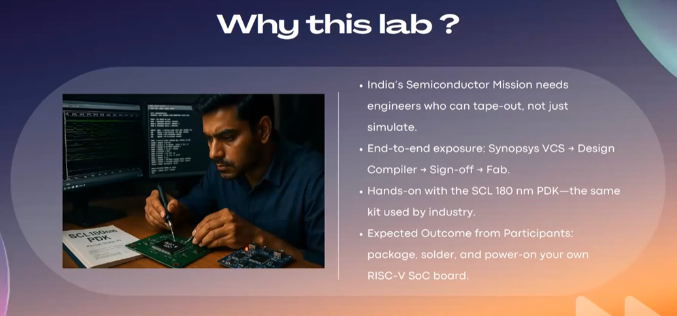 Why this lab ?
• India's Semiconductor Mission needs
engineers who can tape-out, not just
simulate.
• End-to-end exposure: Synopsys VCS → Design
Compiler → Sign-off → Fab.
• Hands-on with the SCL 180 nm PDK—the same
kit used by industry.
• Expected Outcome from Participants:
package, solder, and power-on your own
RISC-V SoC board.
SCL180nm
PDK